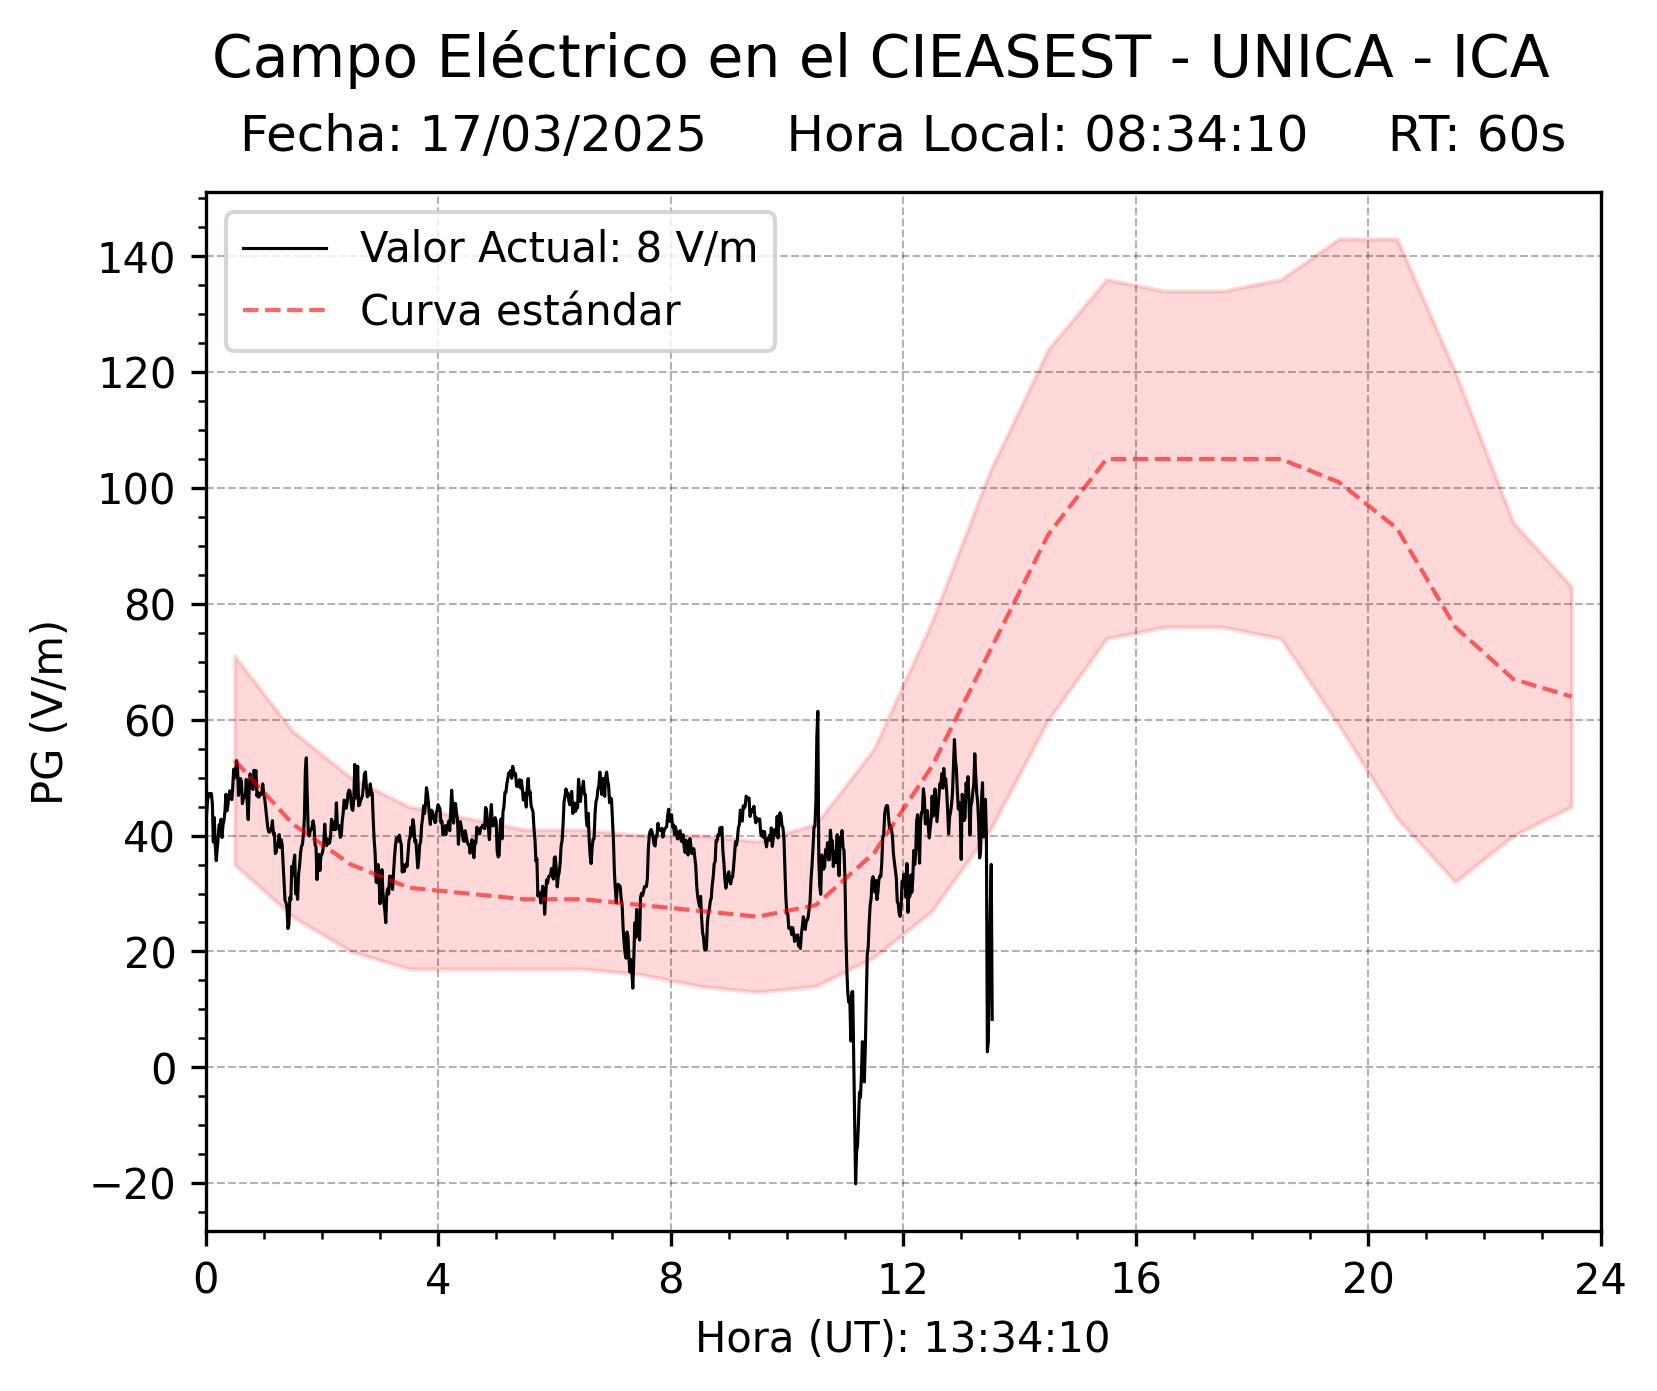 Campo Eléctrico en el CIEASEST - UNICA - ICA
Fecha: 17/03/2025 Hora Local: 08:34:10 RT: 60s
Valor Actual: 8 V/m
Curva estándar
PG (V/m)
140
120
100
80
60
40
20
0
−20
0 4 8 12 16 20 24
Hora (UT): 13:34:10